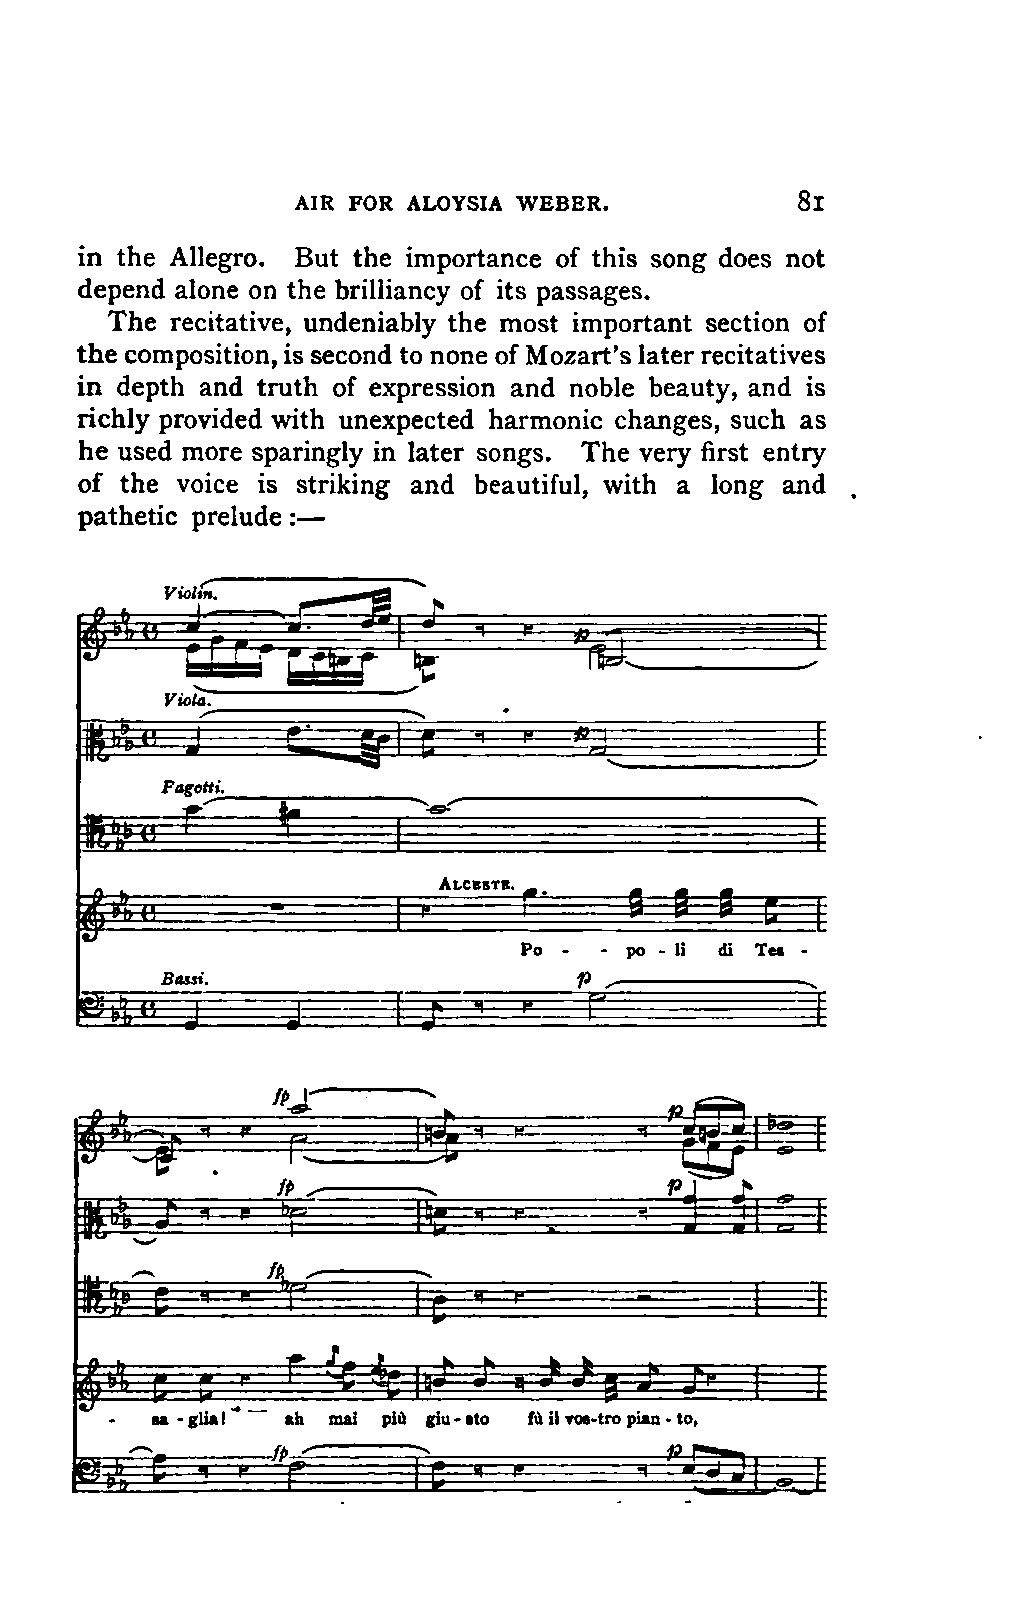 AIR FOR ALOYSIA WEBER. 81
in the Allegro. But the importance of this song does not
depend alone on the brilliancy of its passages.
The recitative, undeniably the most important section of
the composition, is second to none of Mozart's later recitatives
in depth and truth of expression and noble beauty, and is
richly provided with unexpected harmonic changes, such as
he used more sparingly in later songs. The very first entry
of the voice is striking and beautiful, with a long and
pathetic prelude :—
Violin.
p
Viola.
p
Fagotti.
ALCESTE.
Po - - po - li di Tes -
Bassi.
p
fp
p
fp
p
fp
- sa - glia! ah mai più giu - sto fù il vos-tro pian - to,
fp
p